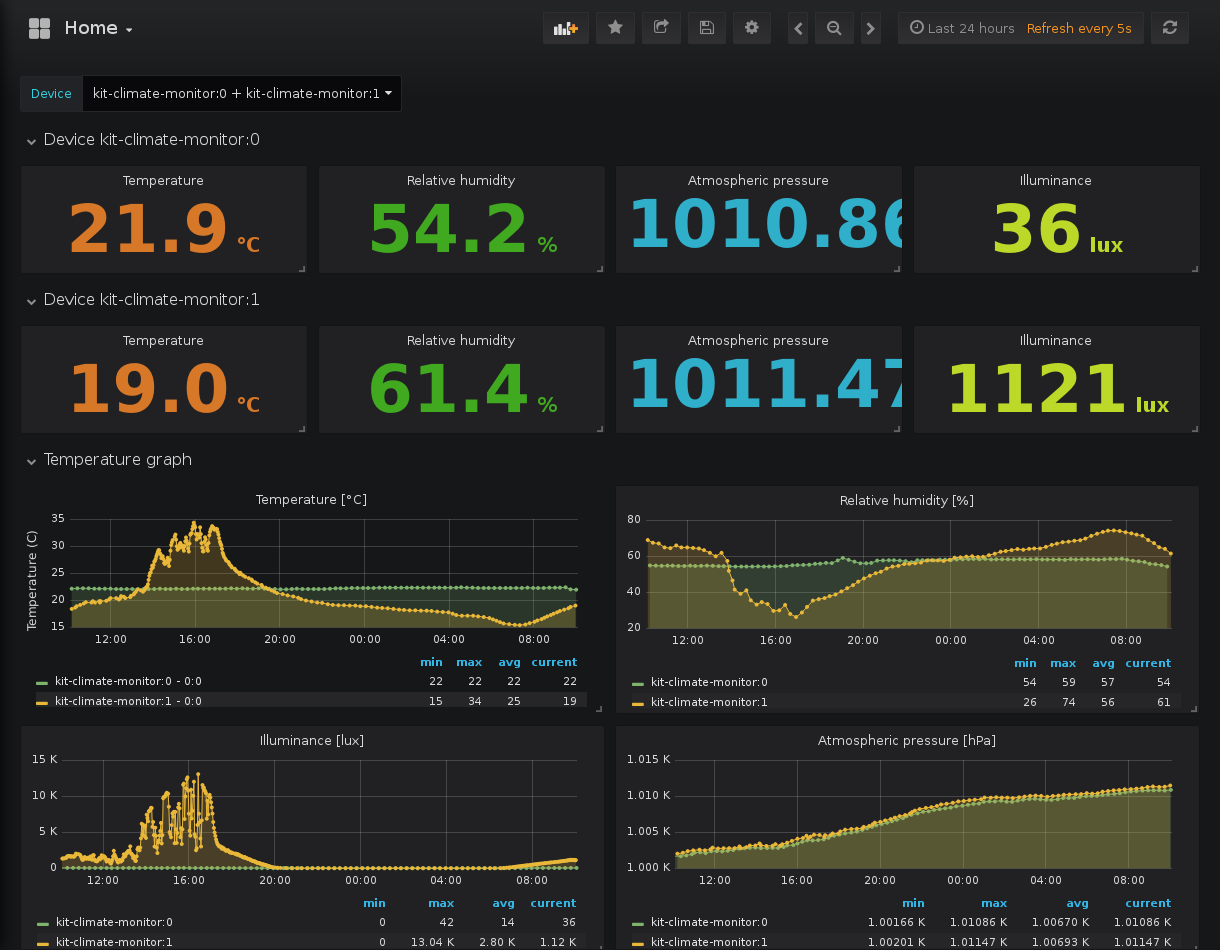 Home
Last 24 hours Refresh every 5s
Device kit-climate-monitor:0 + kit-climate-monitor:1
Device kit-climate-monitor:0
Temperature
21.9 °C
Relative humidity
54.2 %
Atmospheric pressure
1010.86
Illuminance
36 lux
Device kit-climate-monitor:1
Temperature
19.0 °C
Relative humidity
61.4 %
Atmospheric pressure
1011.47
Illuminance
1121 lux
Temperature graph
Temperature [°C]
Temperature (C)
35
30
25
20
15
12:00 16:00 20:00 00:00 04:00 08:00
min max avg current
kit-climate-monitor:0 - 0:0 22 22 22 22
kit-climate-monitor:1 - 0:0 15 34 25 19
Relative humidity [%]
80
60
40
20
12:00 16:00 20:00 00:00 04:00 08:00
min max avg current
kit-climate-monitor:0 54 59 57 54
kit-climate-monitor:1 26 74 56 61
Illuminance [lux]
15 K
10 K
5 K
0
12:00 16:00 20:00 00:00 04:00 08:00
min max avg current
kit-climate-monitor:0 0 42 14 36
kit-climate-monitor:1 0 13.04 K 2.80 K 1.12 K
Atmospheric pressure [hPa]
1.015 K
1.010 K
1.005 K
1.000 K
12:00 16:00 20:00 00:00 04:00 08:00
min max avg current
kit-climate-monitor:0 1.00166 K 1.01086 K 1.00670 K 1.01086 K
kit-climate-monitor:1 1.00201 K 1.01147 K 1.00693 K 1.01147 K